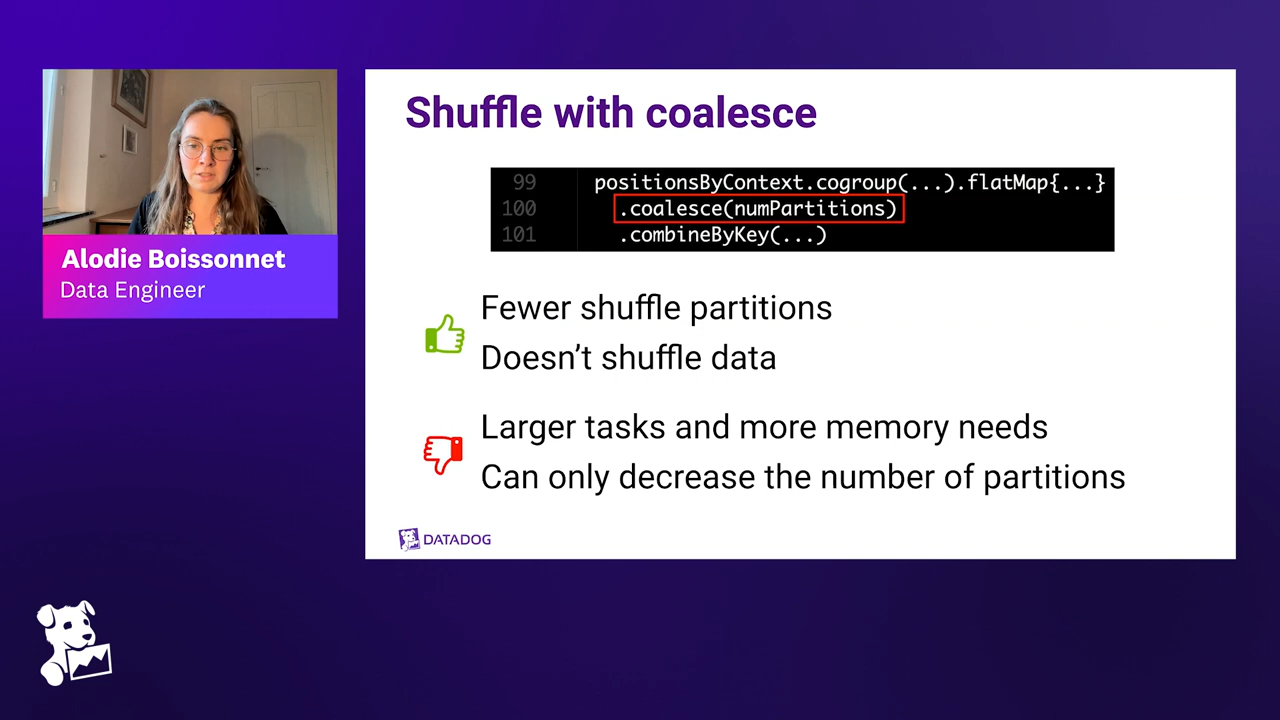 Alodie Boissonnet
Data Engineer
Shuffle with coalesce
99 positionsByContext.cogroup(...).flatMap{...}
100 .coalesce(numPartitions)
101 .combineByKey(...)
Fewer shuffle partitions
Doesn’t shuffle data
Larger tasks and more memory needs
Can only decrease the number of partitions
DATADOG